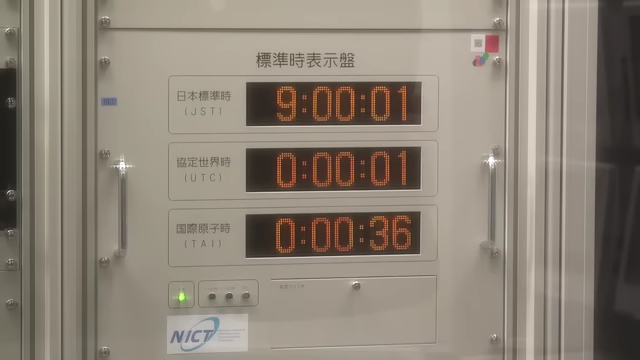 標準時表示盤
日本標準時
(JST)
9:00:01
協定世界時
(UTC)
0:00:01
国際原子時
(TAI)
0:00:36
NICT